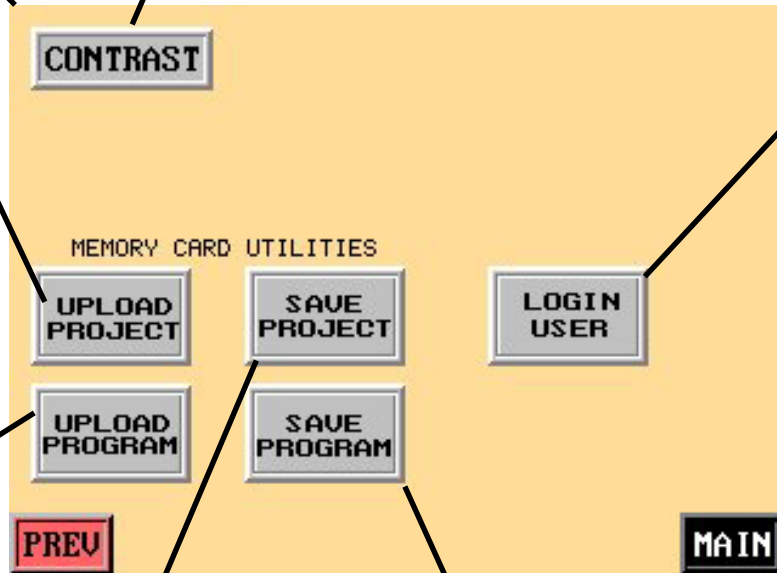 CONTRAST
MEMORY CARD UTILITIES
UPLOAD
PROJECT
SAVE
PROJECT
LOGIN
USER
UPLOAD
PROGRAM
SAVE
PROGRAM
PREV
MAIN